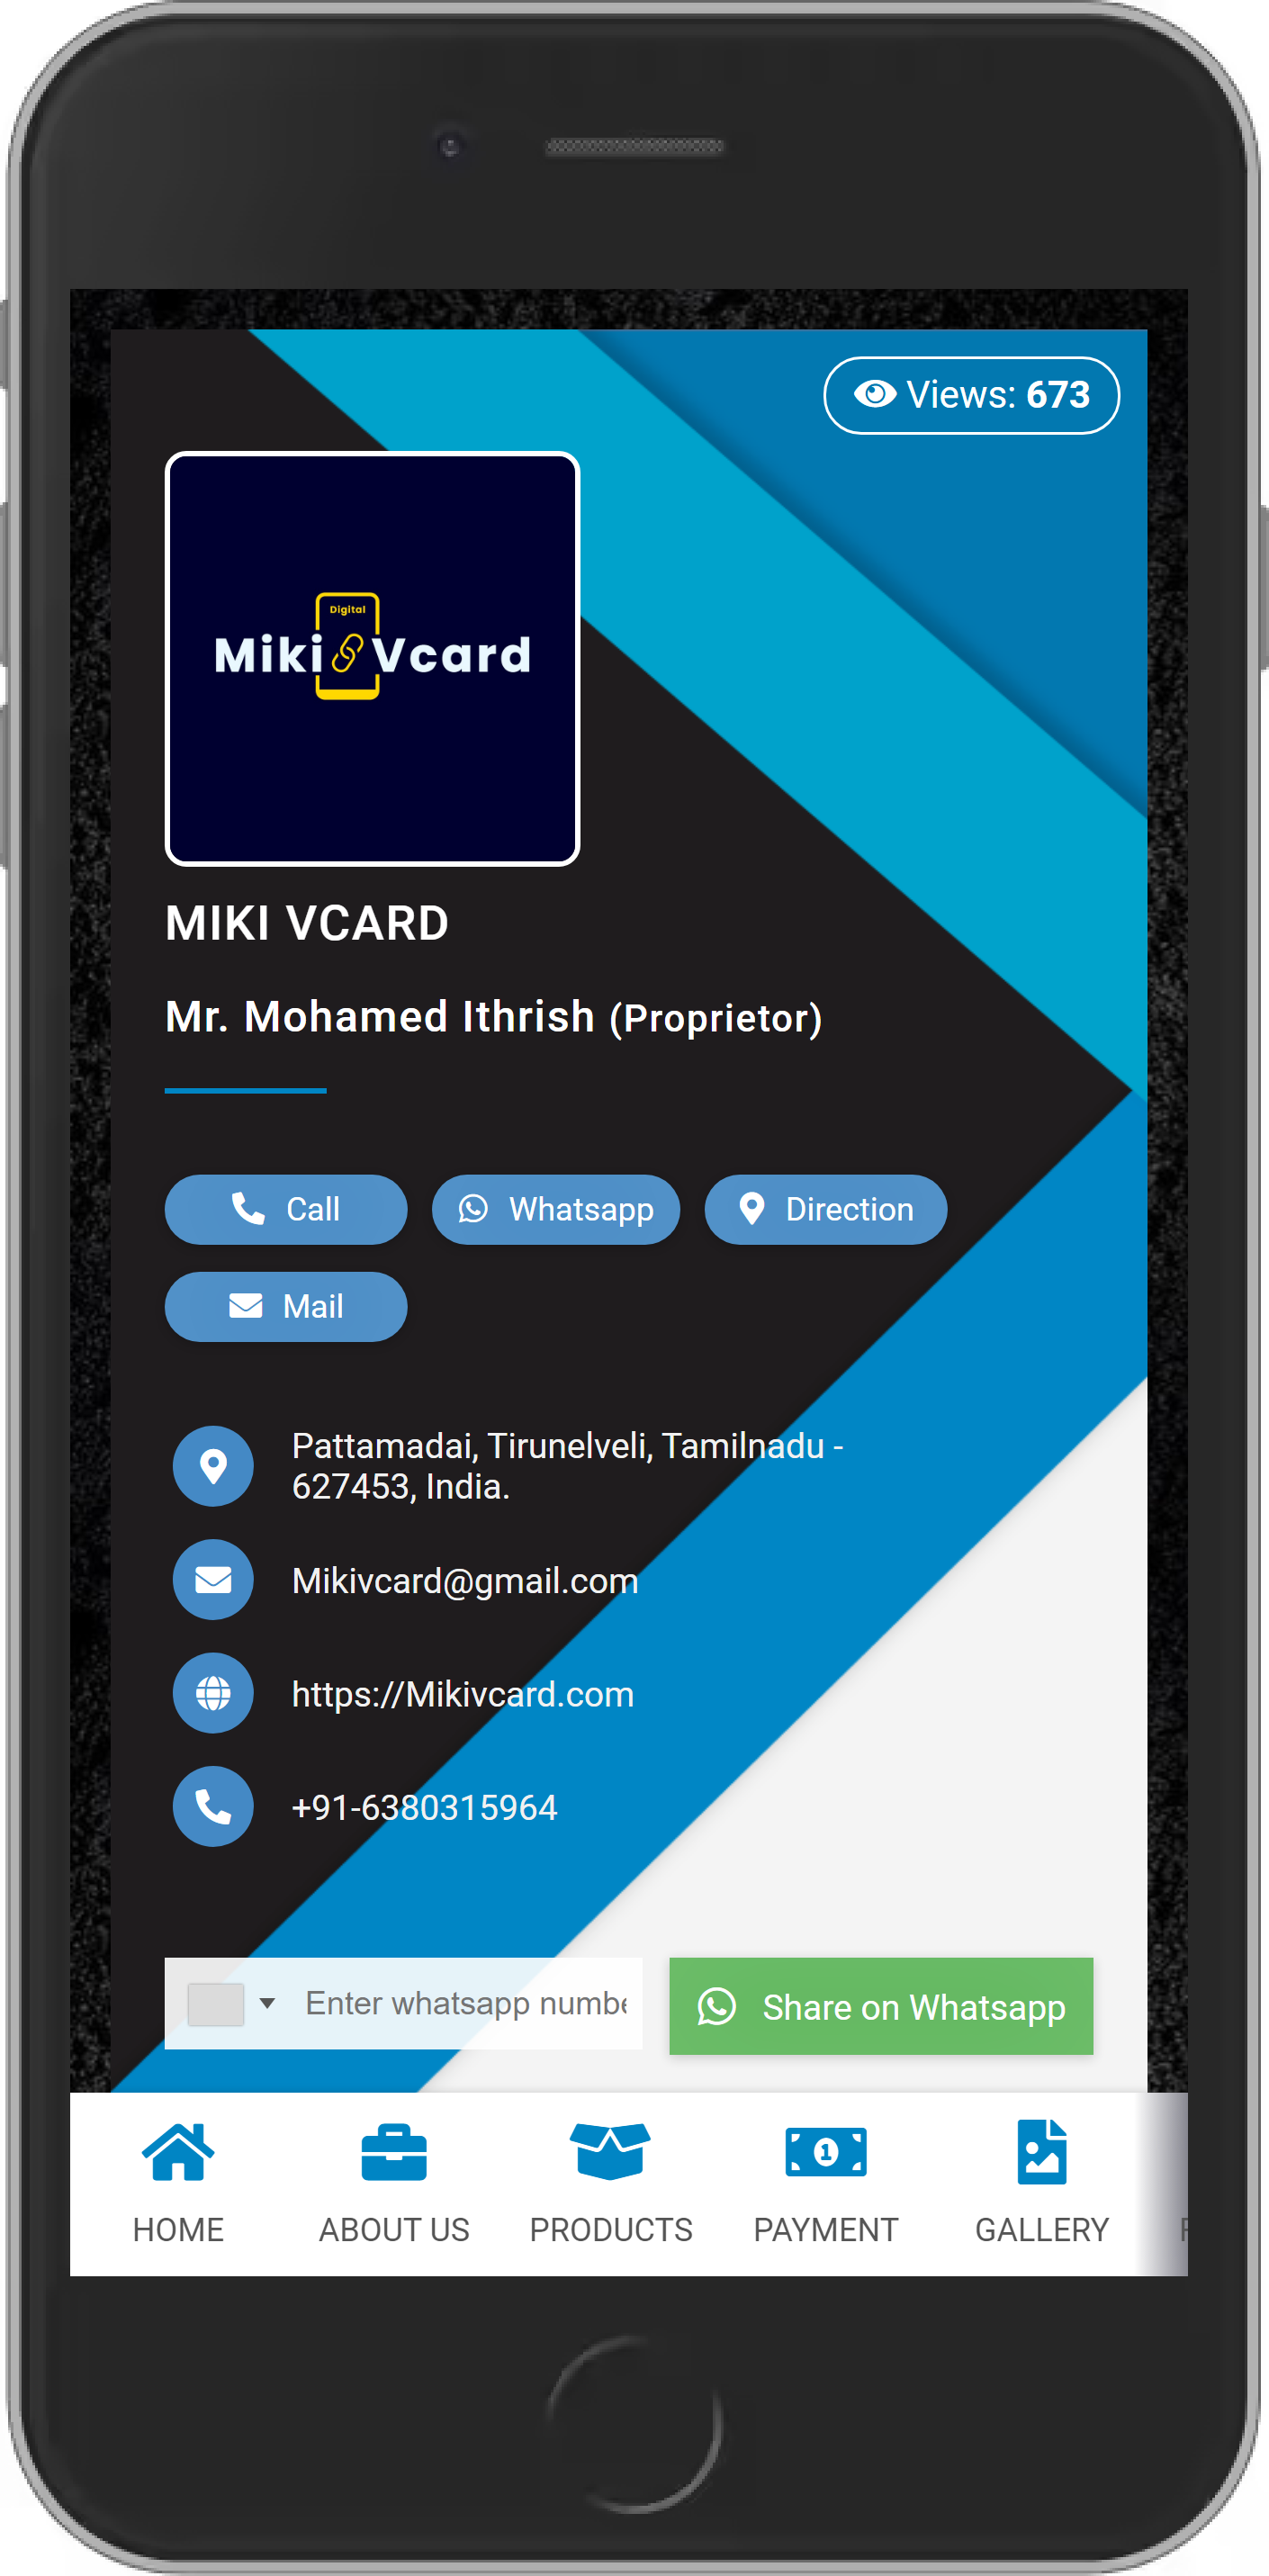 Views: 673
Digital
Miki Vcard
MIKI VCARD
Mr. Mohamed Ithrish (Proprietor)
Call
Whatsapp
Direction
Mail
Pattamadai, Tirunelveli, Tamilnadu -
627453, India.
Mikivcard@gmail.com
https://Mikivcard.com
+91-6380315964
Enter whatsapp numbe
Share on Whatsapp
HOME
ABOUT US
PRODUCTS
PAYMENT
GALLERY